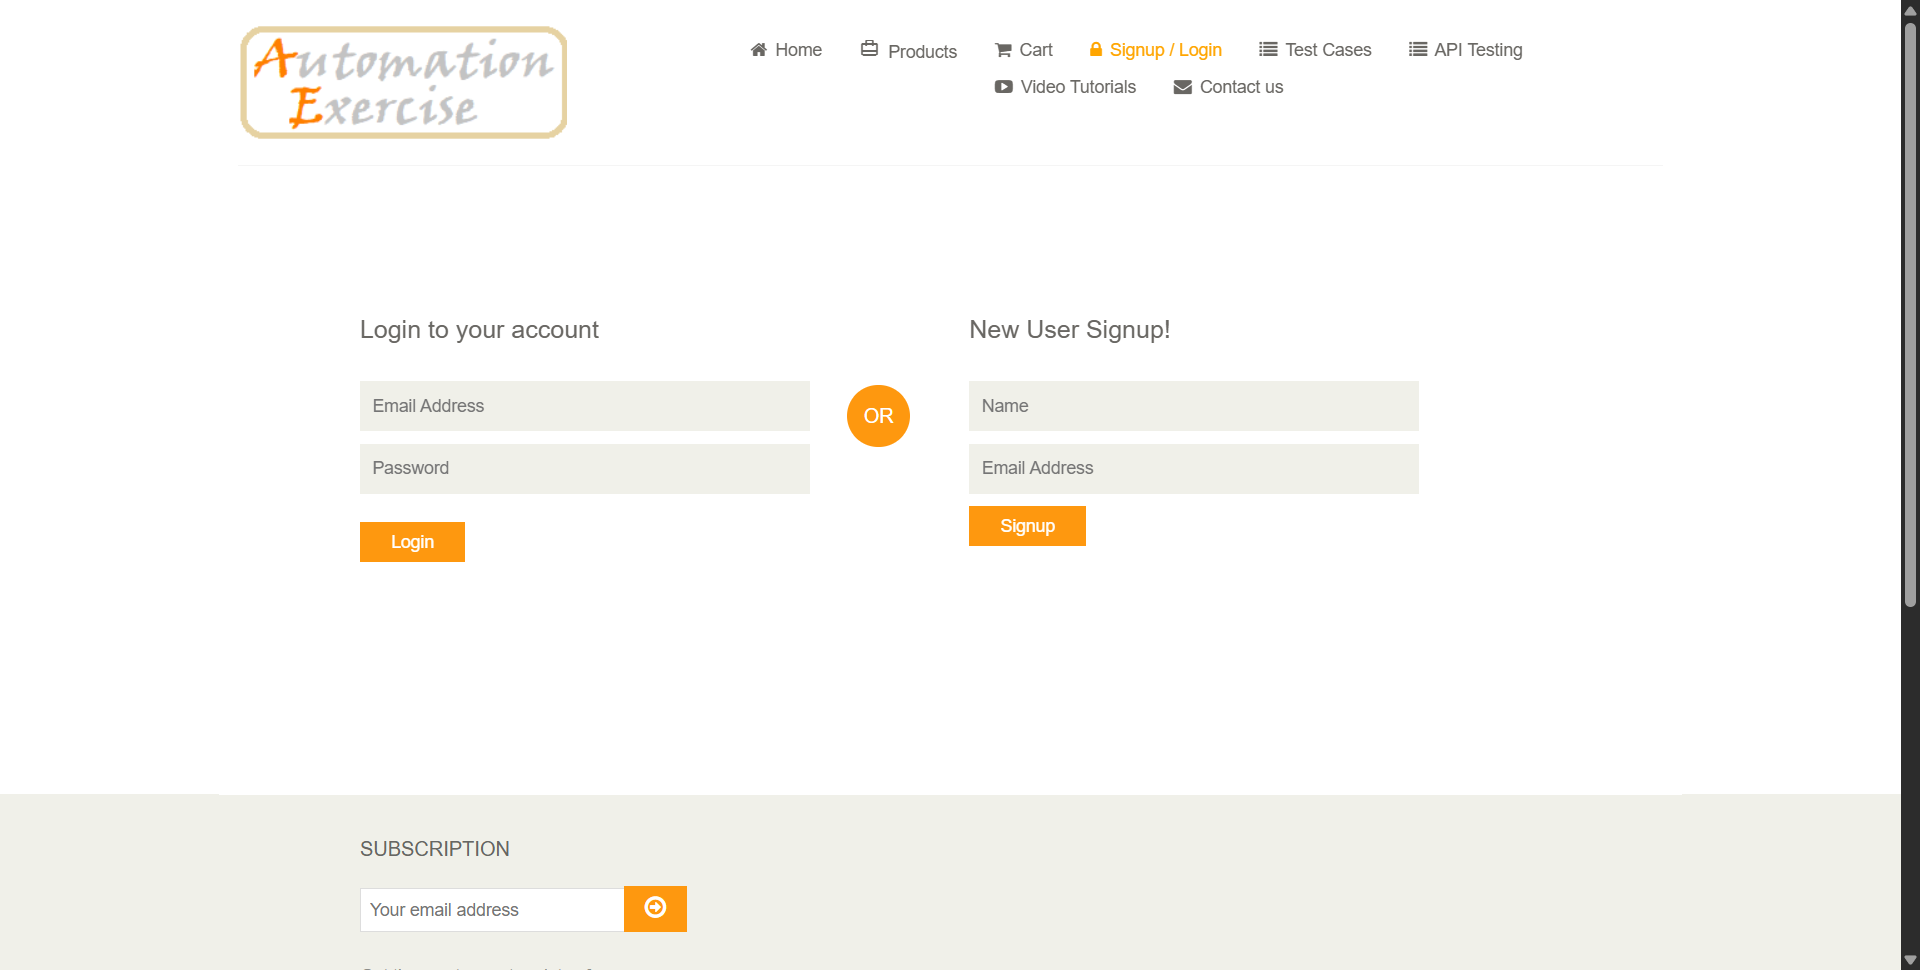 Automation
Exercise
Home
Products
Cart
Signup / Login
Test Cases
API Testing
Video Tutorials
Contact us
Login to your account
Email Address
Password
Login
OR
New User Signup!
Name
Email Address
Signup
SUBSCRIPTION
Your email address